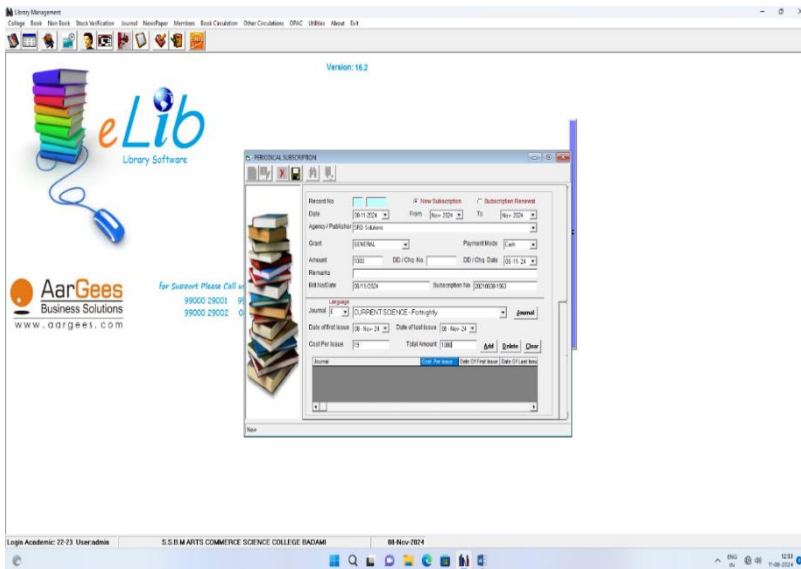 Library Management
College Book Non Book Stock Verification Journal NewsPaper Members Book Circulation Other Circulations OPAC Utilities About Exit
Version: 16.2
eLib
Library Software
AarGees
Business Solutions
www.aargees.com
for Support Please Call
99000 29001
99000 29002
PERIODICAL SUBSCRIPTION
Record No New Subscription Subscription Renewal
Date 08-11-2024 From Nov- 2024 To Nov- 2024
Agency / Publisher SRD Solutions
Grant GENERAL Payment Mode Cash
Amount DD / Chq No. DD / Chq Date 08-11-24
Remarks
Bill No/Date 08/11/2024 Subscription No.
Language
Journal E CURRENT SCIENCE - Fortnightly Journal
Date of first issue 08-Nov-24 Date of last issue 08-Nov-24
Cost Per Issue Total Amount Add Delete Clear
Journal Cost Per Issue Date Of First Issue Date Of Last Issu
New
Login Academic: 22-23 User:admin S.S.B.M ARTS COMMERCE SCIENCE COLLEGE BADAMI 08-Nov-2024
ENG
IN
12:33
11-08-2024